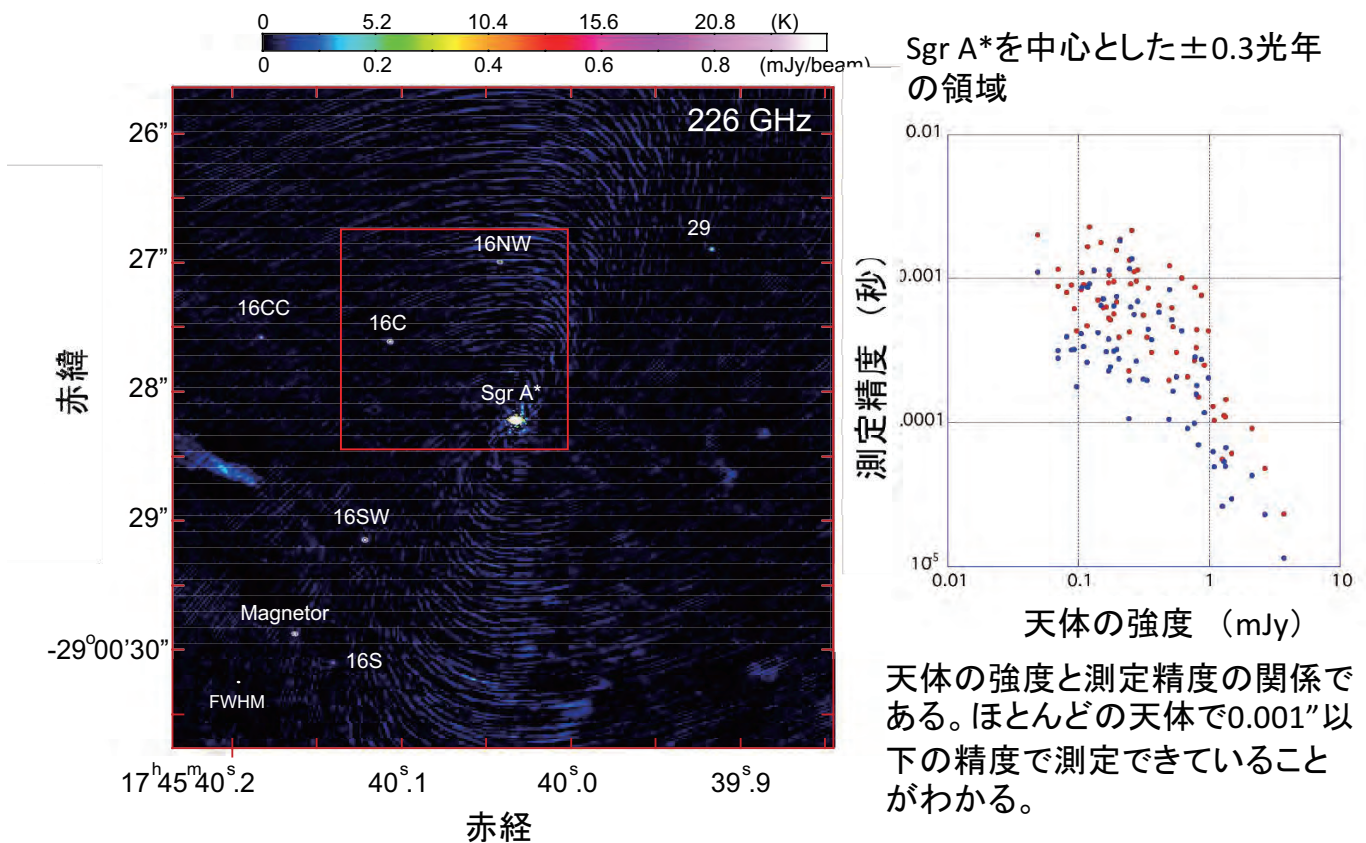 0 5.2 10.4 15.6 20.8 (K)
0 0.2 0.4 0.6 0.8 (mJy/beam)
226 GHz
26”
27”
28”
29”
-29°00’30”
赤緯
29
16NW
16CC
16C
Sgr A*
16SW
Magnetor
16S
FWHM
17h45m40s.2 40s.1 40s.0 39s.9
赤経
Sgr A*を中心とした±0.3光年
の領域
0.01
0.001
.0001
10-5
測定精度 (秒)
0.01 0.1 1 10
天体の強度 (mJy)
天体の強度と測定精度の関係で
ある。ほとんどの天体で0.001”以
下の精度で測定できていること
がわかる。